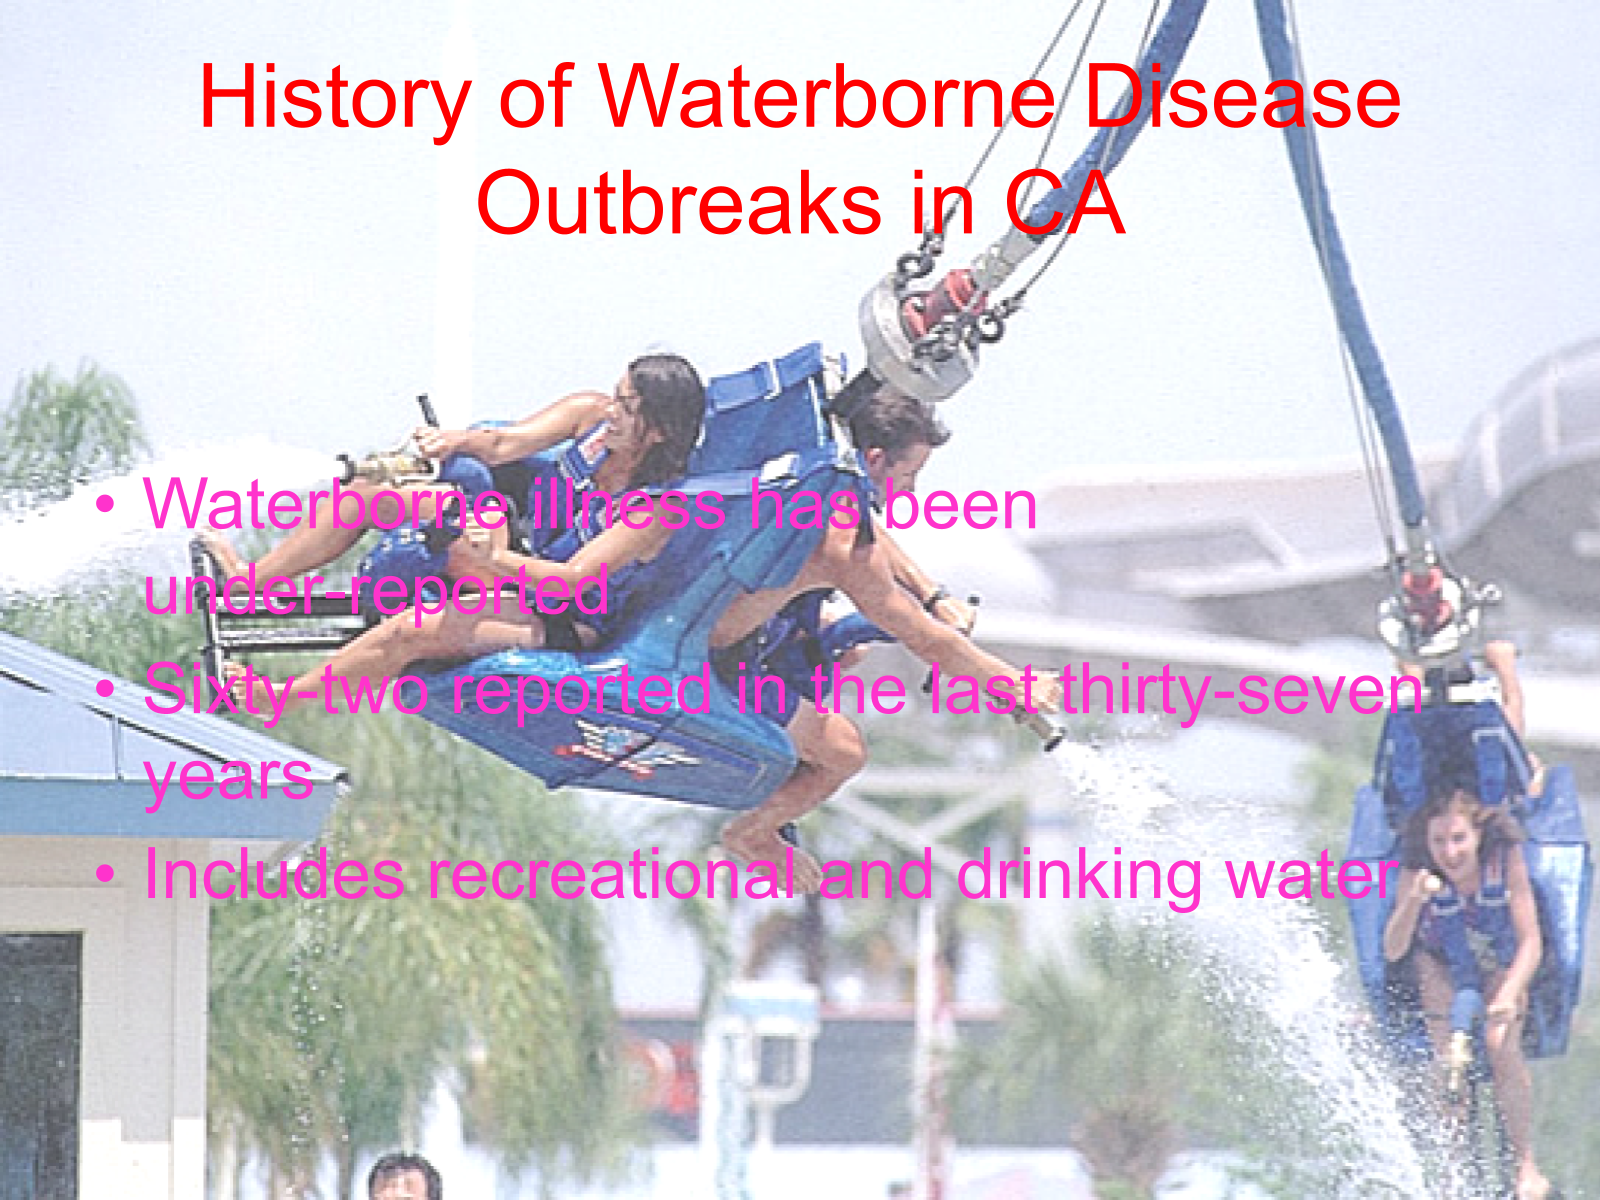 History of Waterborne Disease
Outbreaks in CA
• Waterborne illness has been
under-reported
• Sixty-two reported in the last thirty-seven
years
• Includes recreational and drinking water